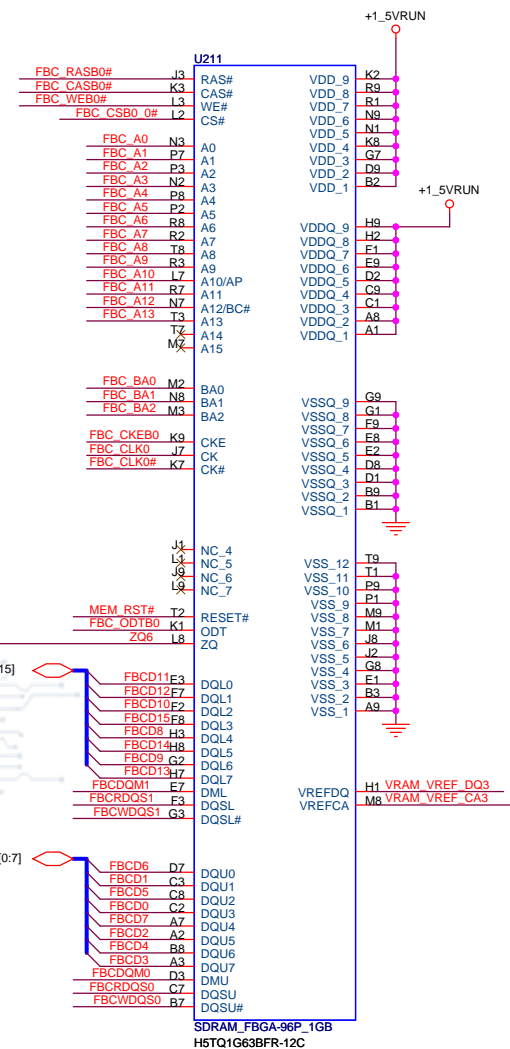 +1_5VRUN
U211
FBC_RASB0# J3 RAS# VDD_9 K2
FBC_CASB0# K3 CAS# VDD_8 R9
FBC_WEB0# L3 WE# VDD_7 R1
FBC_CSB0_0# L2 CS# VDD_6 N9
VDD_5 N1
FBC_A0 N3 A0 VDD_4 K8
FBC_A1 P7 A1 VDD_3 G7
FBC_A2 P3 A2 VDD_2 D9
FBC_A3 N2 A3 VDD_1 B2
+1_5VRUN
FBC_A4 P8 A4
FBC_A5 P2 A5
FBC_A6 R8 A6 VDDQ_9 H9
FBC_A7 R2 A7 VDDQ_8 H2
FBC_A8 T8 A8 VDDQ_7 F1
FBC_A9 R3 A9 VDDQ_6 E9
FBC_A10 L7 A10/AP VDDQ_5 D2
FBC_A11 R7 A11 VDDQ_4 C9
FBC_A12 N7 A12/BC# VDDQ_3 C1
FBC_A13 T3 A13 VDDQ_2 A8
T7 A14 VDDQ_1 A1
M7 A15
FBC_BA0 M2 BA0
FBC_BA1 N8 BA1 VSSQ_9 G9
FBC_BA2 M3 BA2 VSSQ_8 G1
VSSQ_7 F9
FBC_CKEB0 K9 CKE VSSQ_6 E8
FBC_CLK0 J7 CK VSSQ_5 E2
FBC_CLK0# K7 CK# VSSQ_4 D8
VSSQ_3 D1
VSSQ_2 B9
VSSQ_1 B1
J1 NC_4
L1 NC_5 VSS_12 T9
J9 NC_6 VSS_11 T1
L9 NC_7 VSS_10 P9
VSS_9 P1
MEM_RST# T2 RESET# VSS_8 M9
FBC_ODTB0 K1 ODT VSS_7 M1
ZQ6 L8 ZQ VSS_6 J8
VSS_5 J2
15] VSS_4 G8
FBCD11 E3 DQL0 VSS_3 E1
FBCD12 F7 DQL1 VSS_2 B3
FBCD10 F2 DQL2 VSS_1 A9
FBCD15 F8 DQL3
FBCD8 H3 DQL4
FBCD14 H8 DQL5
FBCD9 G2 DQL6
FBCD13 H7 DQL7
FBCDQM1 E7 DML VREFDQ H1 VRAM_VREF_DQ3
FBCRDQS1 F3 DQSL VREFCA M8 VRAM_VREF_CA3
FBCWDQS1 G3 DQSL#
[0:7]
FBCD6 D7 DQU0
FBCD1 C3 DQU1
FBCD5 C8 DQU2
FBCD0 C2 DQU3
FBCD7 A7 DQU4
FBCD2 A2 DQU5
FBCD4 B8 DQU6
FBCD3 A3 DQU7
FBCDQM0 D3 DMU
FBCRDQS0 C7 DQSU
FBCWDQS0 B7 DQSU#
SDRAM_FBGA-96P_1GB
H5TQ1G63BFR-12C